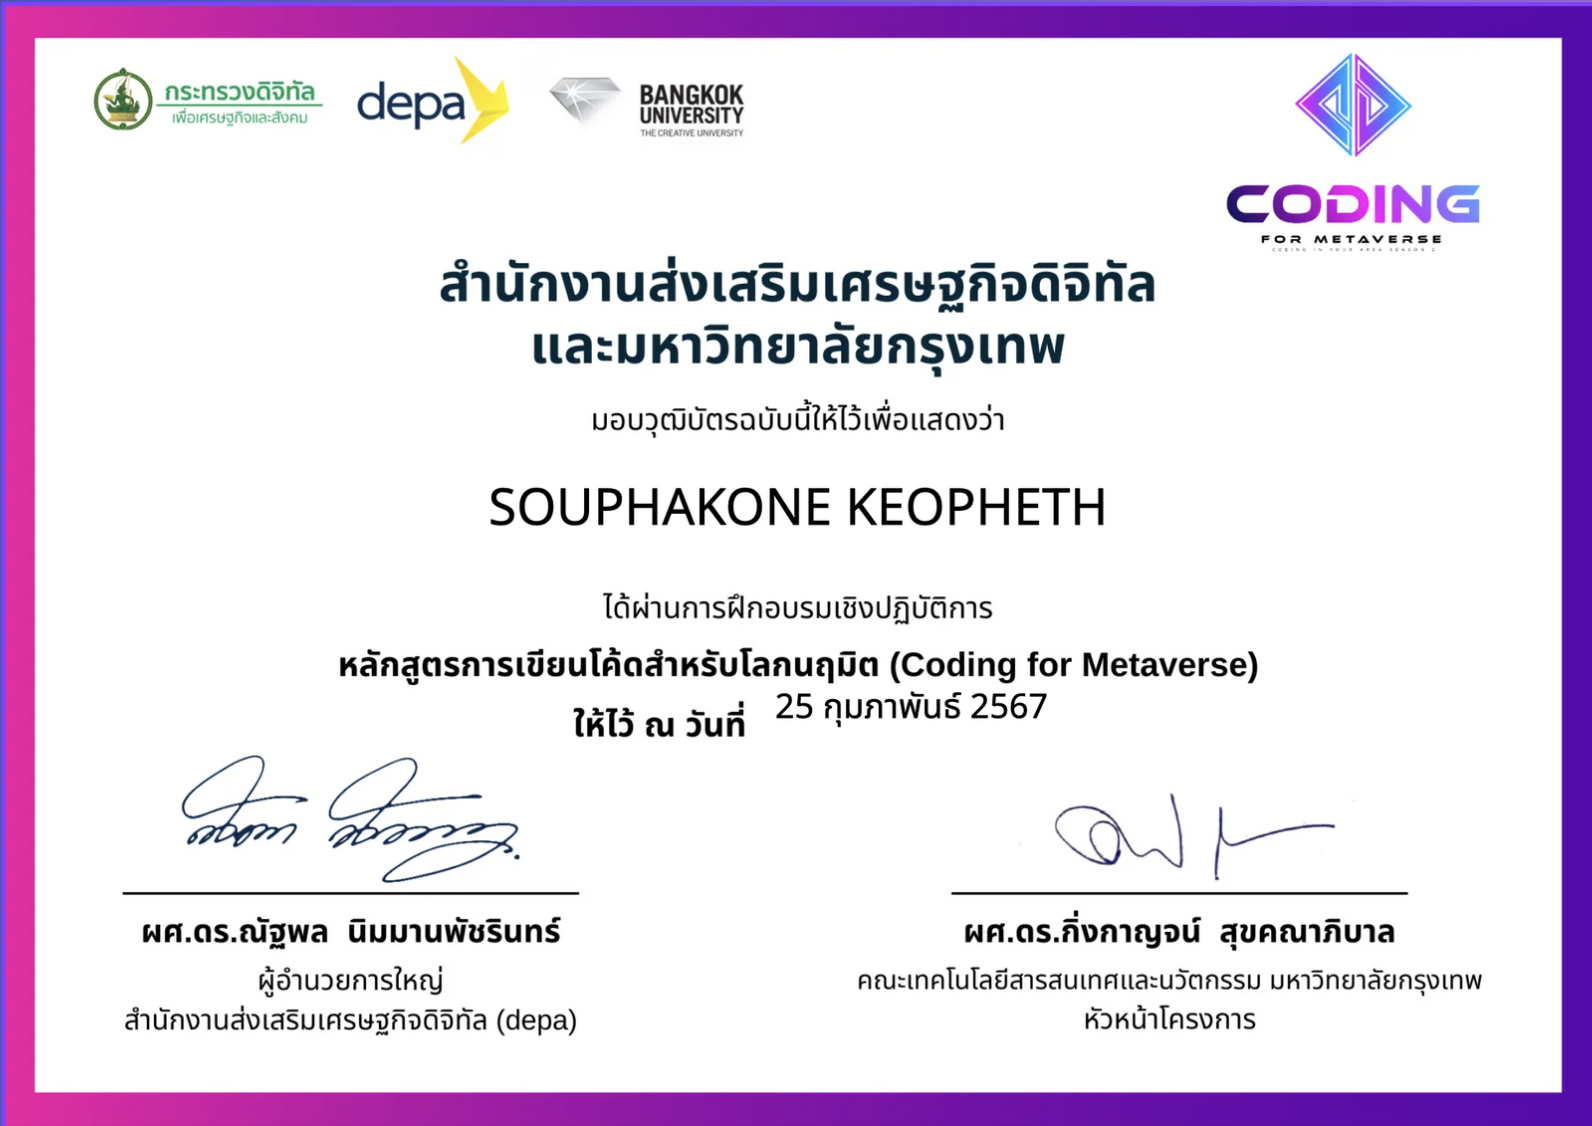 กระทรวงดิจิทัล
เพื่อเศรษฐกิจและสังคม
depa
BANGKOK
UNIVERSITY
THE CREATIVE UNIVERSITY
CODING
FOR METAVERSE
CODING IN YOUR AREA SEASON 2
สำนักงานส่งเสริมเศรษฐกิจดิจิทัล
และมหาวิทยาลัยกรุงเทพ
มอบวุฒิบัตรฉบับนี้ให้ไว้เพื่อแสดงว่า
SOUPHAKONE KEOPHETH
ได้ผ่านการฝึกอบรมเชิงปฏิบัติการ
หลักสูตรการเขียนโค้ดสำหรับโลกนฤมิต (Coding for Metaverse)
ให้ไว้ ณ วันที่ 25 กุมภาพันธ์ 2567
ผศ.ดร.ณัฐพล นิมมานพัชรินทร์
ผู้อำนวยการใหญ่
สำนักงานส่งเสริมเศรษฐกิจดิจิทัล (depa)
ผศ.ดร.กิ่งกาญจน์ สุขคณาภิบาล
คณะเทคโนโลยีสารสนเทศและนวัตกรรม มหาวิทยาลัยกรุงเทพ
หัวหน้าโครงการ